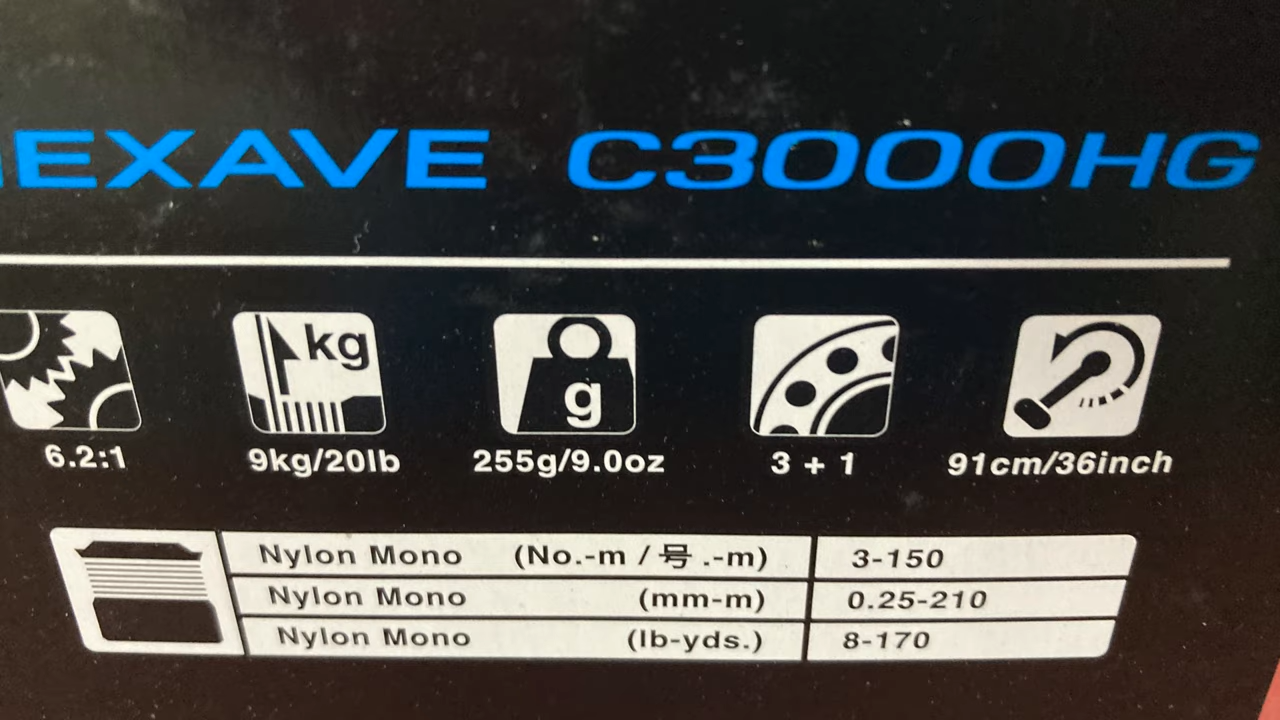 EXAVE C3000HG
kg
g
6.2:1 9kg/20lb 255g/9.0oz 3 + 1 91cm/36inch
Nylon Mono (No.-m / 号.-m) 3-150
Nylon Mono (mm-m) 0.25-210
Nylon Mono (lb-yds.) 8-170